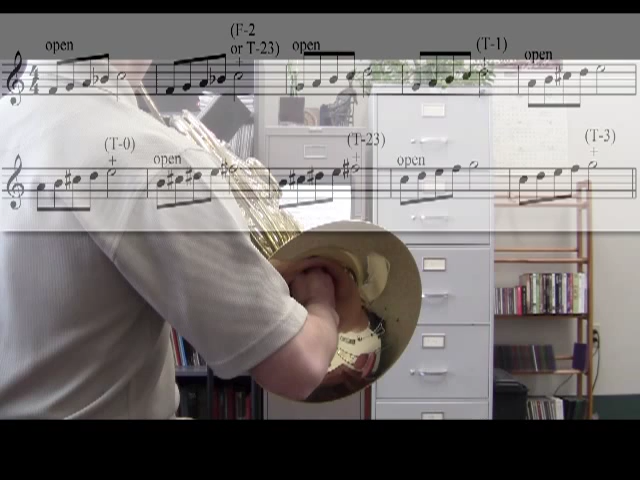 open
(F-2
or T-23)
open
(T-1)
open
(T-0)
open
(T-23)
open
(T-3)